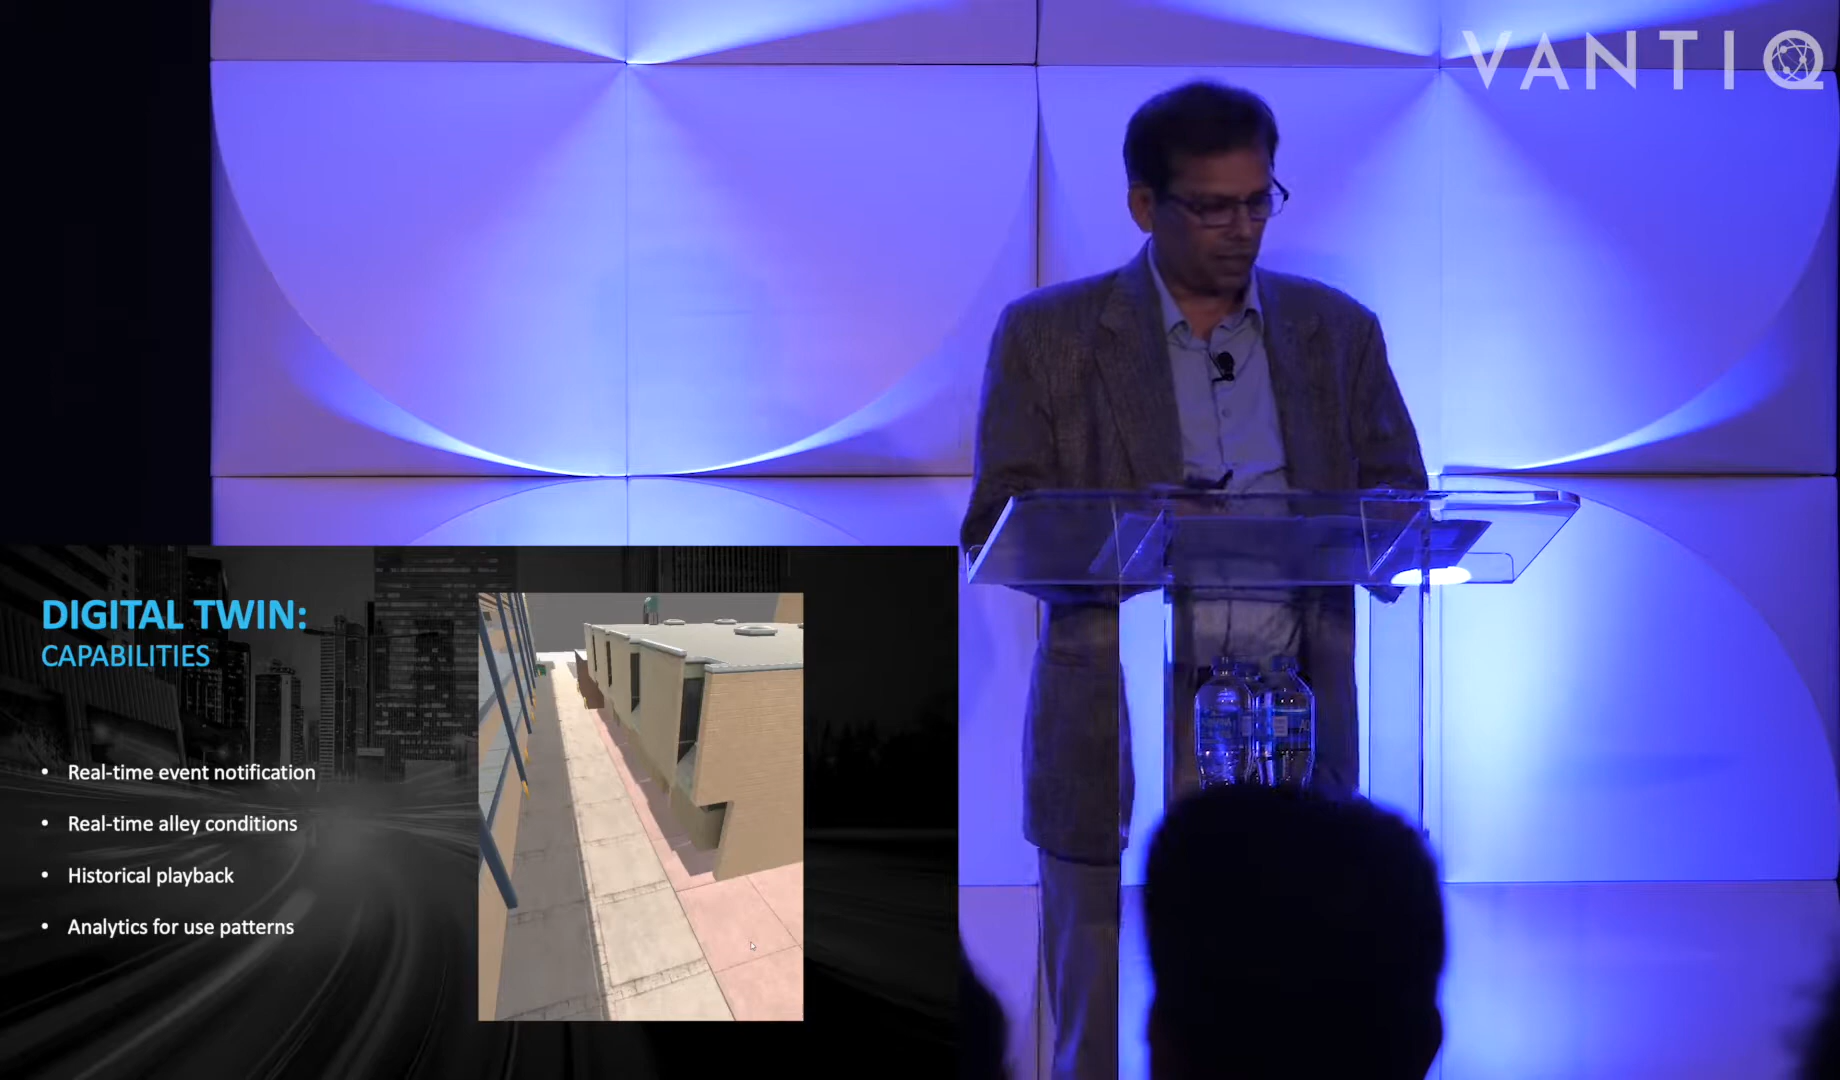 VANTIQ
DIGITAL TWIN:
CAPABILITIES
• Real-time event notification
• Real-time alley conditions
• Historical playback
• Analytics for use patterns